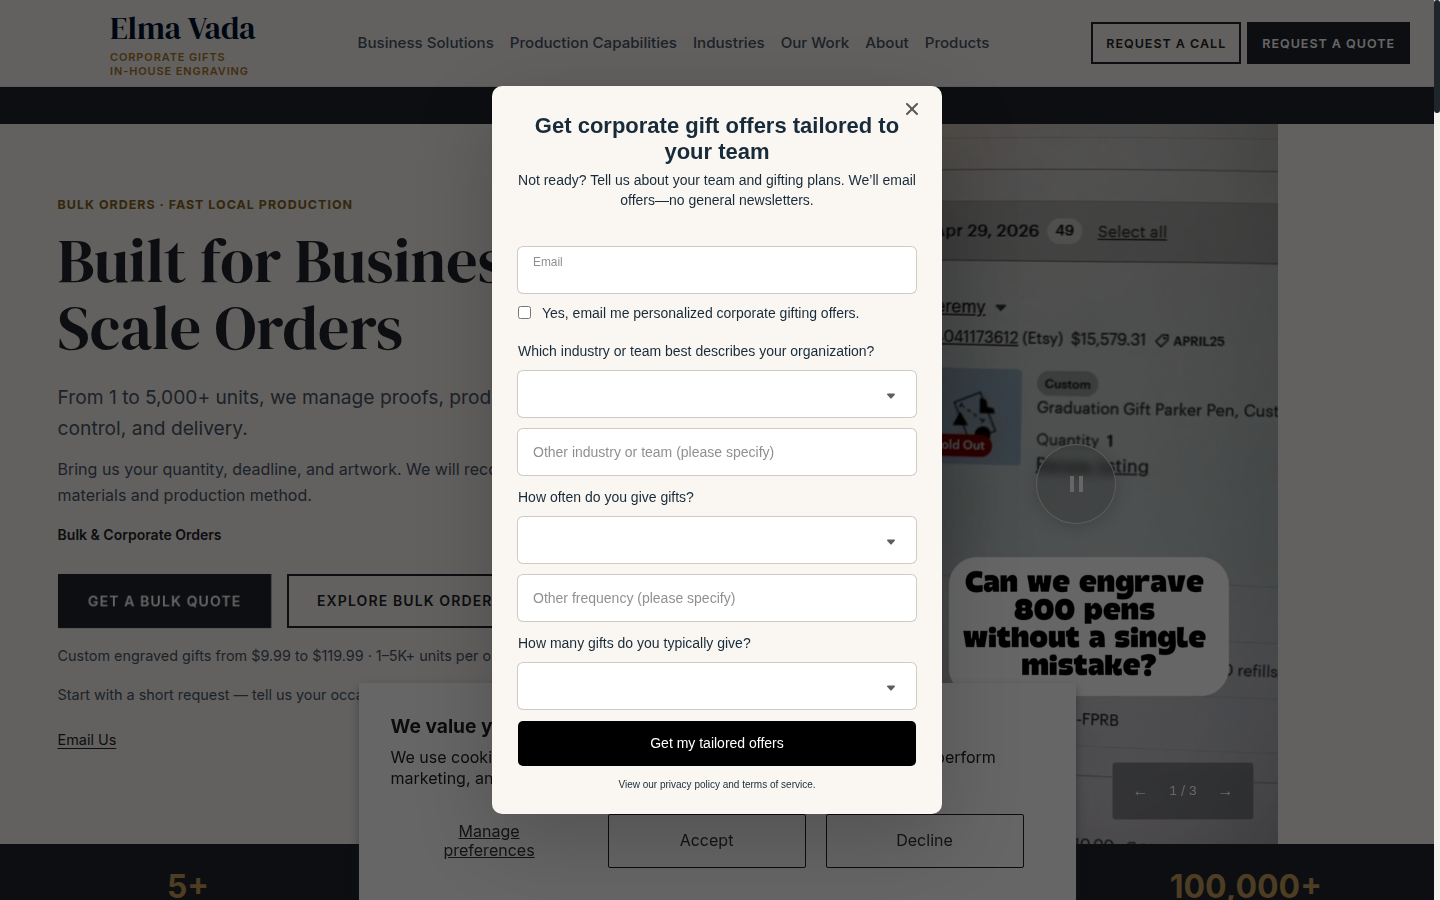 Elma Vada
CORPORATE GIFTS
IN-HOUSE ENGRAVING
Business Solutions
Production Capabilities
Industries
Our Work
About
Products
REQUEST A CALL
REQUEST A QUOTE
BULK ORDERS · FAST LOCAL PRODUCTION
Built for Busines
Scale Orders
From 1 to 5,000+ units, we manage proofs, prod
control, and delivery.
Bring us your quantity, deadline, and artwork. We will reco
materials and production method.
Bulk & Corporate Orders
GET A BULK QUOTE
EXPLORE BULK ORDER
Custom engraved gifts from $9.99 to $119.99 · 1–5K+ units per o
Start with a short request — tell us your occa
Email Us
Get corporate gift offers tailored to
your team
Not ready? Tell us about your team and gifting plans. We'll email
offers—no general newsletters.
Email
Yes, email me personalized corporate gifting offers.
Which industry or team best describes your organization?
Other industry or team (please specify)
How often do you give gifts?
Other frequency (please specify)
How many gifts do you typically give?
Get my tailored offers
View our privacy policy and terms of service.
pr 29, 2026 49 Select all
eremy
041173612 (Etsy) $15,579.31 APRIL25
Custom
Graduation Gift Parker Pen, Cust
Quantity 1
old Out
Can we engrave
800 pens
without a single
mistake?
0 refills
-FPRB
← 1 / 3 →
We value y
We use cooki
erform
marketing, an
Manage
preferences
Accept
Decline
5+
100,000+